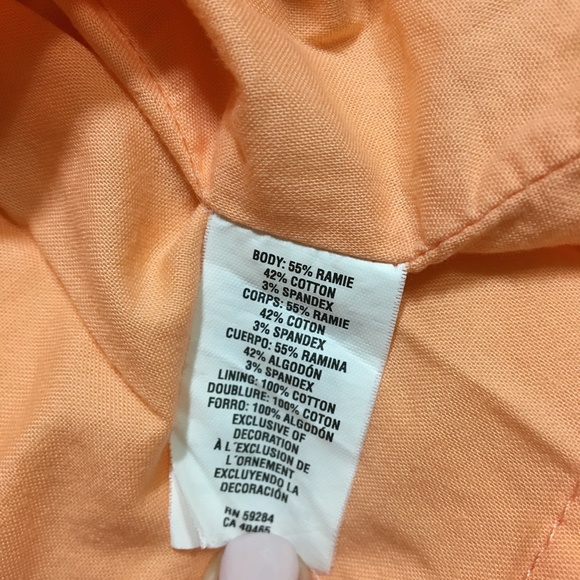 BODY: 55% RAMIE
42% COTTON
3% SPANDEX
CORPS: 55% RAMIE
42% COTON
3% SPANDEX
CUERPO: 55% RAMINA
42% ALGODÓN
3% SPANDEX
LINING: 100% COTTON
DOUBLURE: 100% COTON
FORRO: 100% ALGODÓN
EXCLUSIVE OF
DECORATION
À L'EXCLUSION DE
L'ORNEMENT
EXCLUYENDO LA
DECORACIÓN
RN 59284
CA